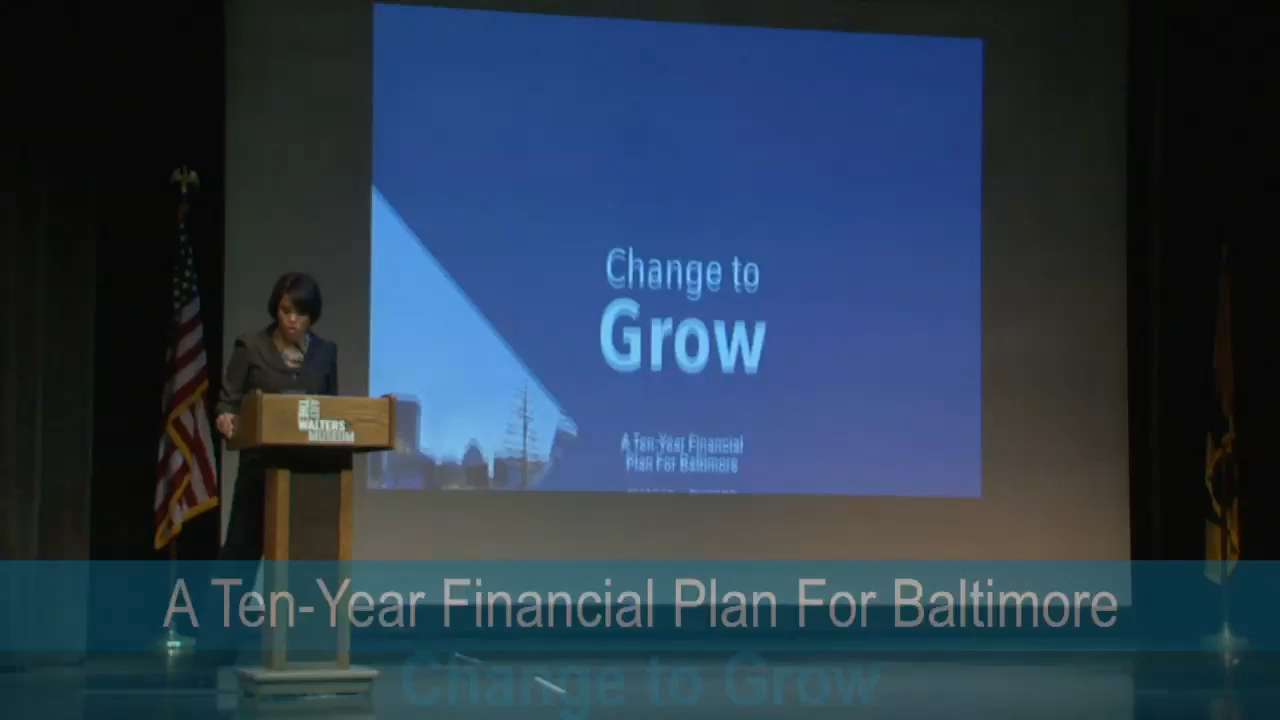 Change to
Grow
A Ten-Year Financial
Plan For Baltimore
THE
WALTERS
MUSEUM
A Ten-Year Financial Plan For Baltimore
Change to Grow